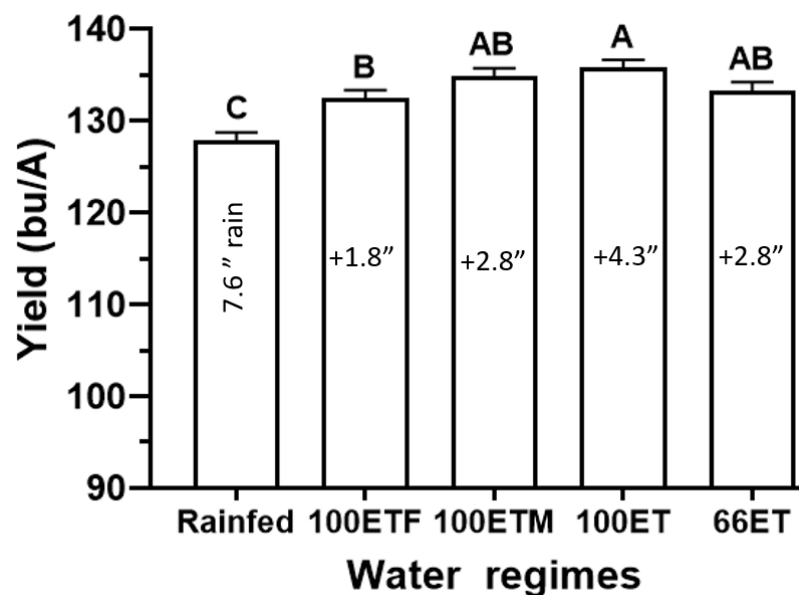 140
130
120
110
100
90
Yield (bu/A)
C
B
AB
A
AB
7.6 ” rain
+1.8”
+2.8”
+4.3”
+2.8”
Rainfed 100ETF 100ETM 100ET 66ET
Water regimes